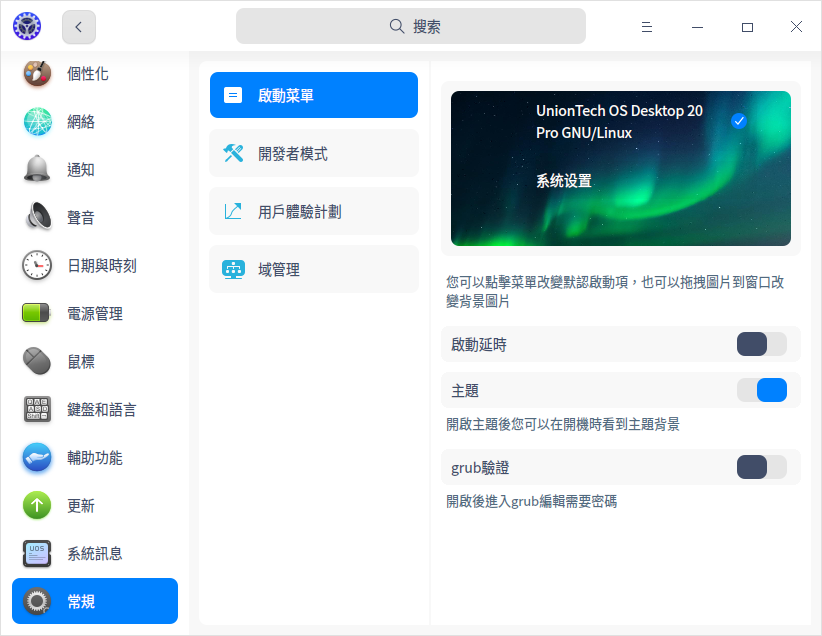 搜索
個性化
網絡
通知
聲音
日期與時刻
電源管理
鼠標
鍵盤和語言
輔助功能
更新
系統訊息
常規
啟動菜單
開發者模式
用戶體驗計劃
域管理
UnionTech OS Desktop 20
Pro GNU/Linux
系统设置
您可以點擊菜單改變默認啟動項，也可以拖拽圖片到窗口改
變背景圖片
啟動延時
主題
開啟主題後您可以在開機時看到主題背景
grub驗證
開啟後進入grub編輯需要密碼
UOS